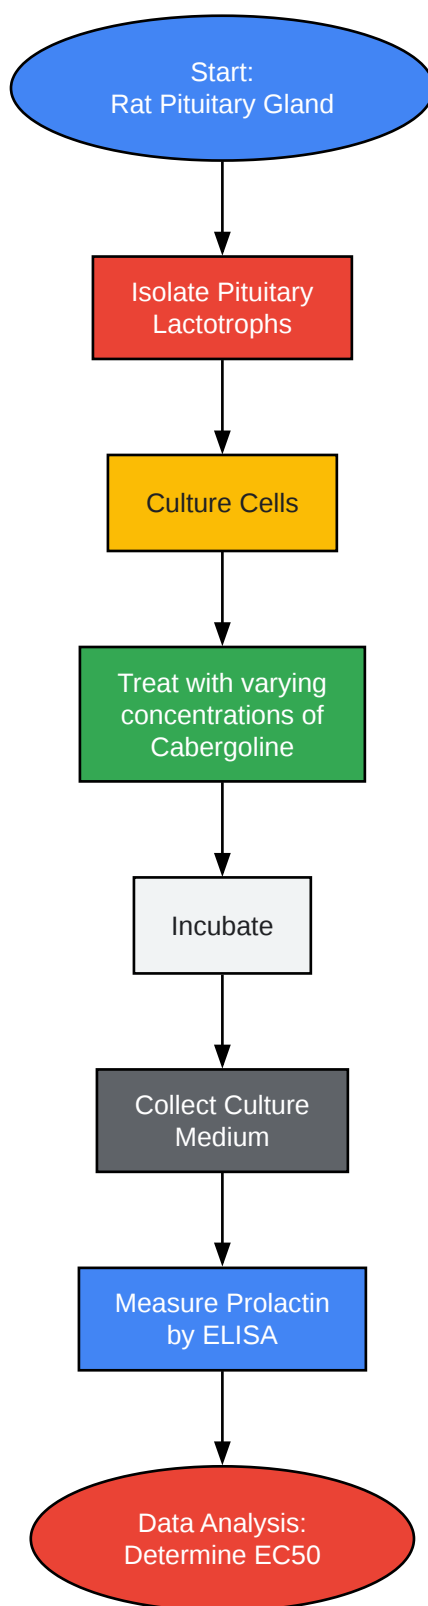 Start:
Rat Pituitary Gland
Isolate Pituitary
Lactotrophs
Culture Cells
Treat with varying
concentrations of
Cabergoline
Incubate
Collect Culture
Medium
Measure Prolactin
by ELISA
Data Analysis:
Determine EC50